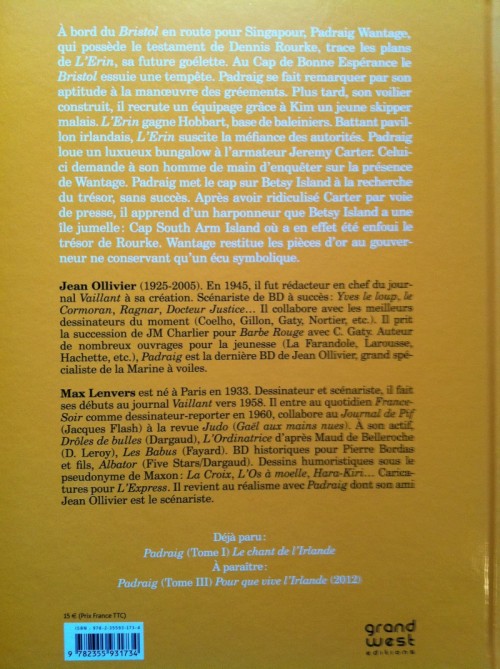 À bord du Bristol en route pour Singapour, Padraig Wantage,
qui possède le testament de Dennis Rourke, trace les plans
de L'Erin, sa future goélette. Au Cap de Bonne Espérance le
Bristol essuie une tempête. Padraig se fait remarquer par son
aptitude à la manœuvre des gréements. Plus tard, son voilier
construit, il recrute un équipage grâce à Kim un jeune skipper
malais. L'Erin gagne Hobbart, base de baleiniers. Battant pavil-
lon irlandais, L'Erin suscite la méfiance des autorités. Padraig
loue un luxueux bungalow à l'armateur Jeremy Carter. Celui-
ci demande à son homme de main d'enquêter sur la présence
de Wantage. Padraig met le cap sur Betsy Island à la recherche
du trésor, sans succès. Après avoir ridiculisé Carter par voie
de presse, il apprend d'un harponneur que Betsy Island a une
île jumelle : Cap South Arm Island où a en effet été enfoui le
trésor de Rourke. Wantage restitue les pièces d'or au gouver-
neur ne conservant qu'un écu symbolique.
Jean Ollivier (1925-2005). En 1945, il fut rédacteur en chef du jour-
nal Vaillant à sa création. Scénariste de BD à succès : Yves le loup, le
Cormoran, Ragnar, Docteur Justice... Il collabore avec les meilleurs
dessinateurs du moment (Coelho, Gillon, Gaty, Nortier, etc.). Il prit
la succession de JM Charlier pour Barbe Rouge avec C. Gaty. Auteur
de nombreux ouvrages pour la jeunesse (La Farandole, Larousse,
Hachette, etc.), Padraig est la dernière BD de Jean Ollivier, grand spé-
cialiste de la Marine à voiles.
Max Lenvers est né à Paris en 1933. Dessinateur et scénariste, il fait
ses débuts au journal Vaillant vers 1958. Il entre au quotidien France-
Soir comme dessinateur-reporter en 1960, collabore au Journal de Pif
(Jacques Flash) à la revue Judo (Gaël aux mains nues). À son actif,
Drôles de bulles (Dargaud), L'Ordinatrice d'après Maud de Belleroche
(D. Leroy), Les Babus (Fayard). BD historiques pour Pierre Bordas
et fils, Albator (Five Stars/Dargaud). Dessins humoristiques sous le
pseudonyme de Maxon : La Croix, L'Os à moelle, Hara-Kiri... Carica-
tures pour L'Express. Il revient au réalisme avec Padraig dont son ami
Jean Ollivier est le scénariste.
Déjà paru :
Padraig (Tome I) Le chant de l'Irlande
À paraître :
Padraig (Tome III) Pour que vive l'Irlande (2012)
15 € (Prix France TTC)
ISBN : 978-2-35593-173-4
9 782355 931734
grand
west
éditions